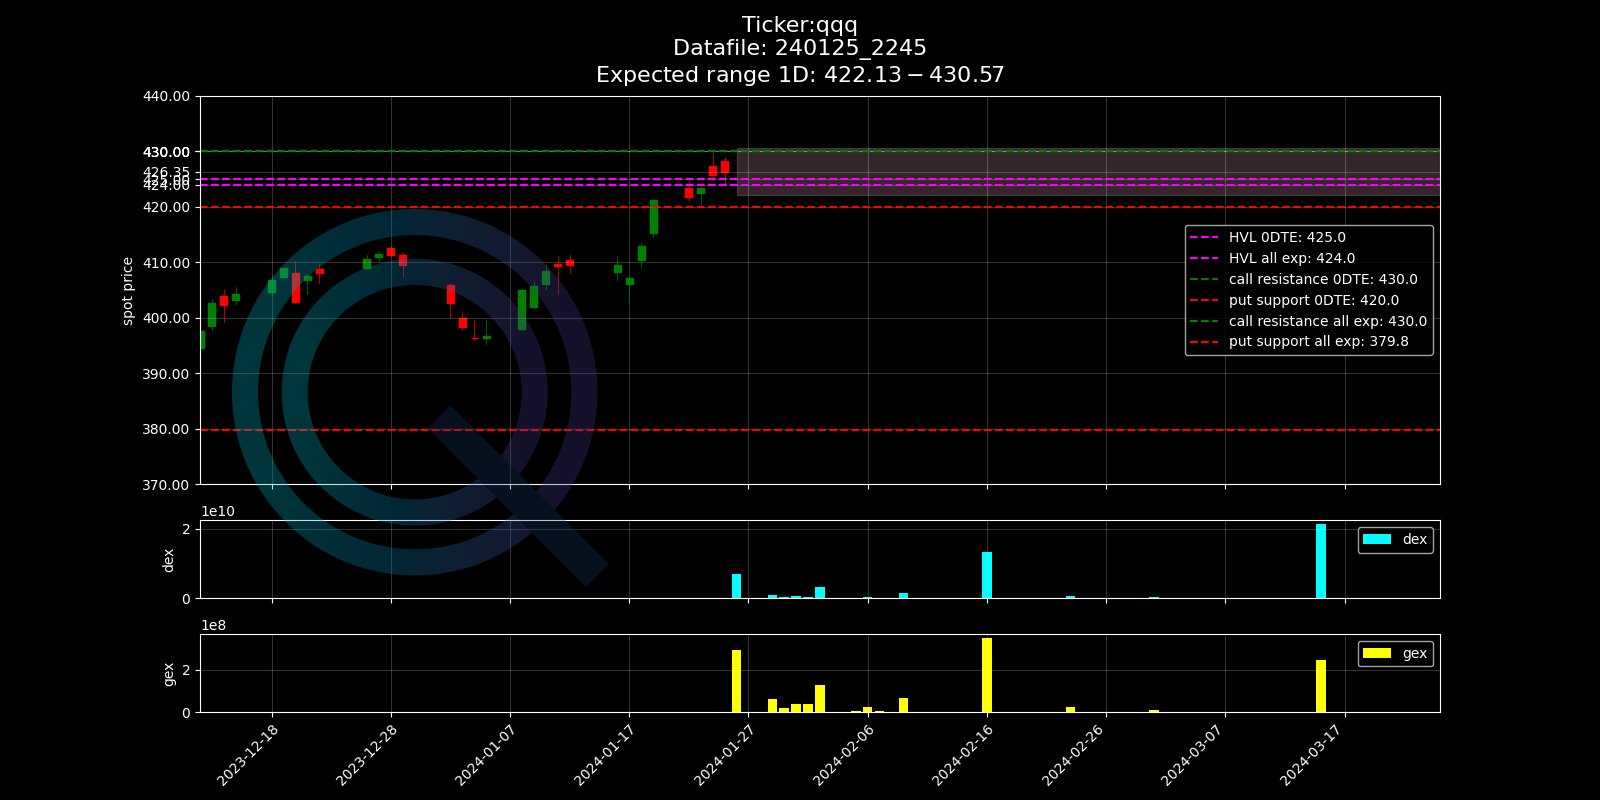 Ticker:qqq
Datafile: 240125_2245
Expected range 1D: 422.13 − 430.57
440.00
430.00
426.35
424.00
420.00
410.00
400.00
390.00
380.00
370.00
spot price
HVL 0DTE: 425.0
HVL all exp: 424.0
call resistance 0DTE: 430.0
put support 0DTE: 420.0
call resistance all exp: 430.0
put support all exp: 379.8
1e10
2
0
dex
dex
1e8
2
0
gex
gex
2023-12-18
2023-12-28
2024-01-07
2024-01-17
2024-01-27
2024-02-06
2024-02-16
2024-02-26
2024-03-07
2024-03-17